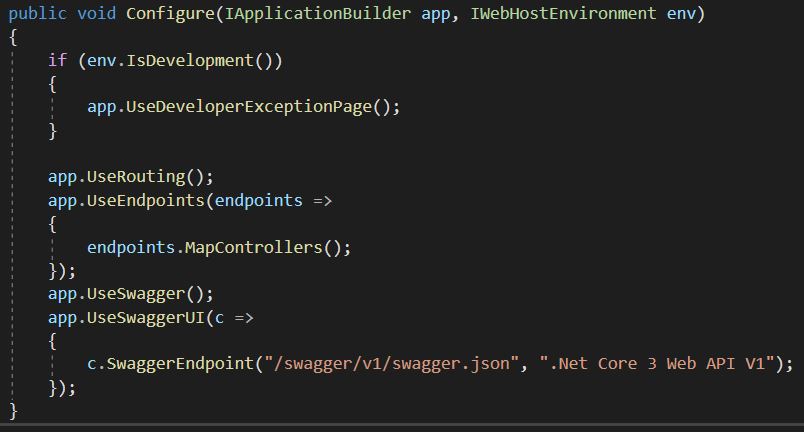 public void Configure(IApplicationBuilder app, IWebHostEnvironment env)
{
    if (env.IsDevelopment())
    {
        app.UseDeveloperExceptionPage();
    }

    app.UseRouting();
    app.UseEndpoints(endpoints =>
    {
        endpoints.MapControllers();
    });
    app.UseSwagger();
    app.UseSwaggerUI(c =>
    {
        c.SwaggerEndpoint("/swagger/v1/swagger.json", ".Net Core 3 Web API V1");
    });
}